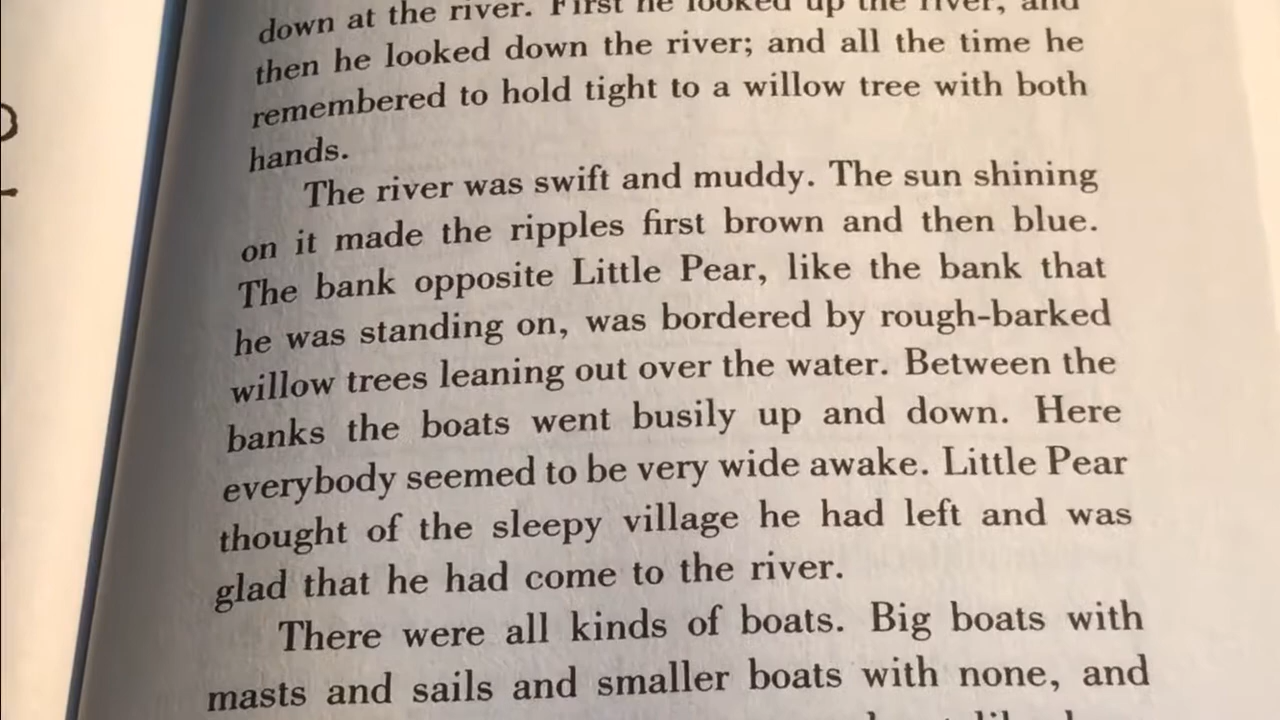 down at the river. First he looked up the river, and
then he looked down the river; and all the time he
remembered to hold tight to a willow tree with both
hands.
The river was swift and muddy. The sun shining
on it made the ripples first brown and then blue.
The bank opposite Little Pear, like the bank that
he was standing on, was bordered by rough-barked
willow trees leaning out over the water. Between the
banks the boats went busily up and down. Here
everybody seemed to be very wide awake. Little Pear
thought of the sleepy village he had left and was
glad that he had come to the river.
There were all kinds of boats. Big boats with
masts and sails and smaller boats with none, and